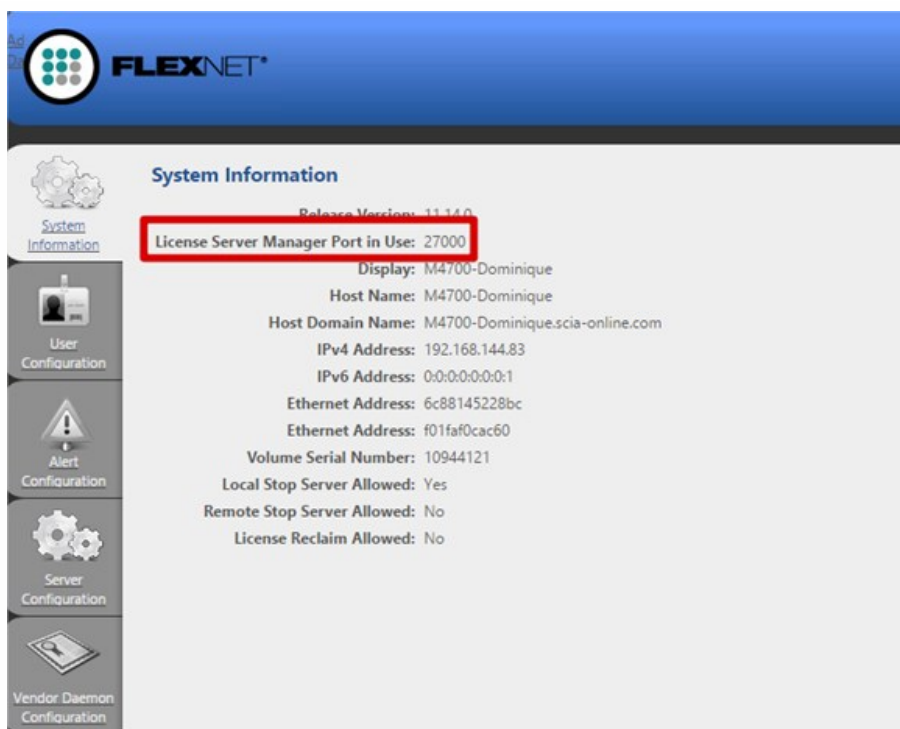 Ad
FLEXNET®
System Information
Release Version: 11.14.0
License Server Manager Port in Use: 27000
Display: M4700-Dominique
Host Name: M4700-Dominique
Host Domain Name: M4700-Dominique.scia-online.com
IPv4 Address: 192.168.144.83
IPv6 Address: 0:0:0:0:0:0:0:1
Ethernet Address: 6c88145228bc
Ethernet Address: f01faf0cac60
Volume Serial Number: 10944121
Local Stop Server Allowed: Yes
Remote Stop Server Allowed: No
License Reclaim Allowed: No
System
Information
User
Configuration
Alert
Configuration
Server
Configuration
Vendor Daemon
Configuration